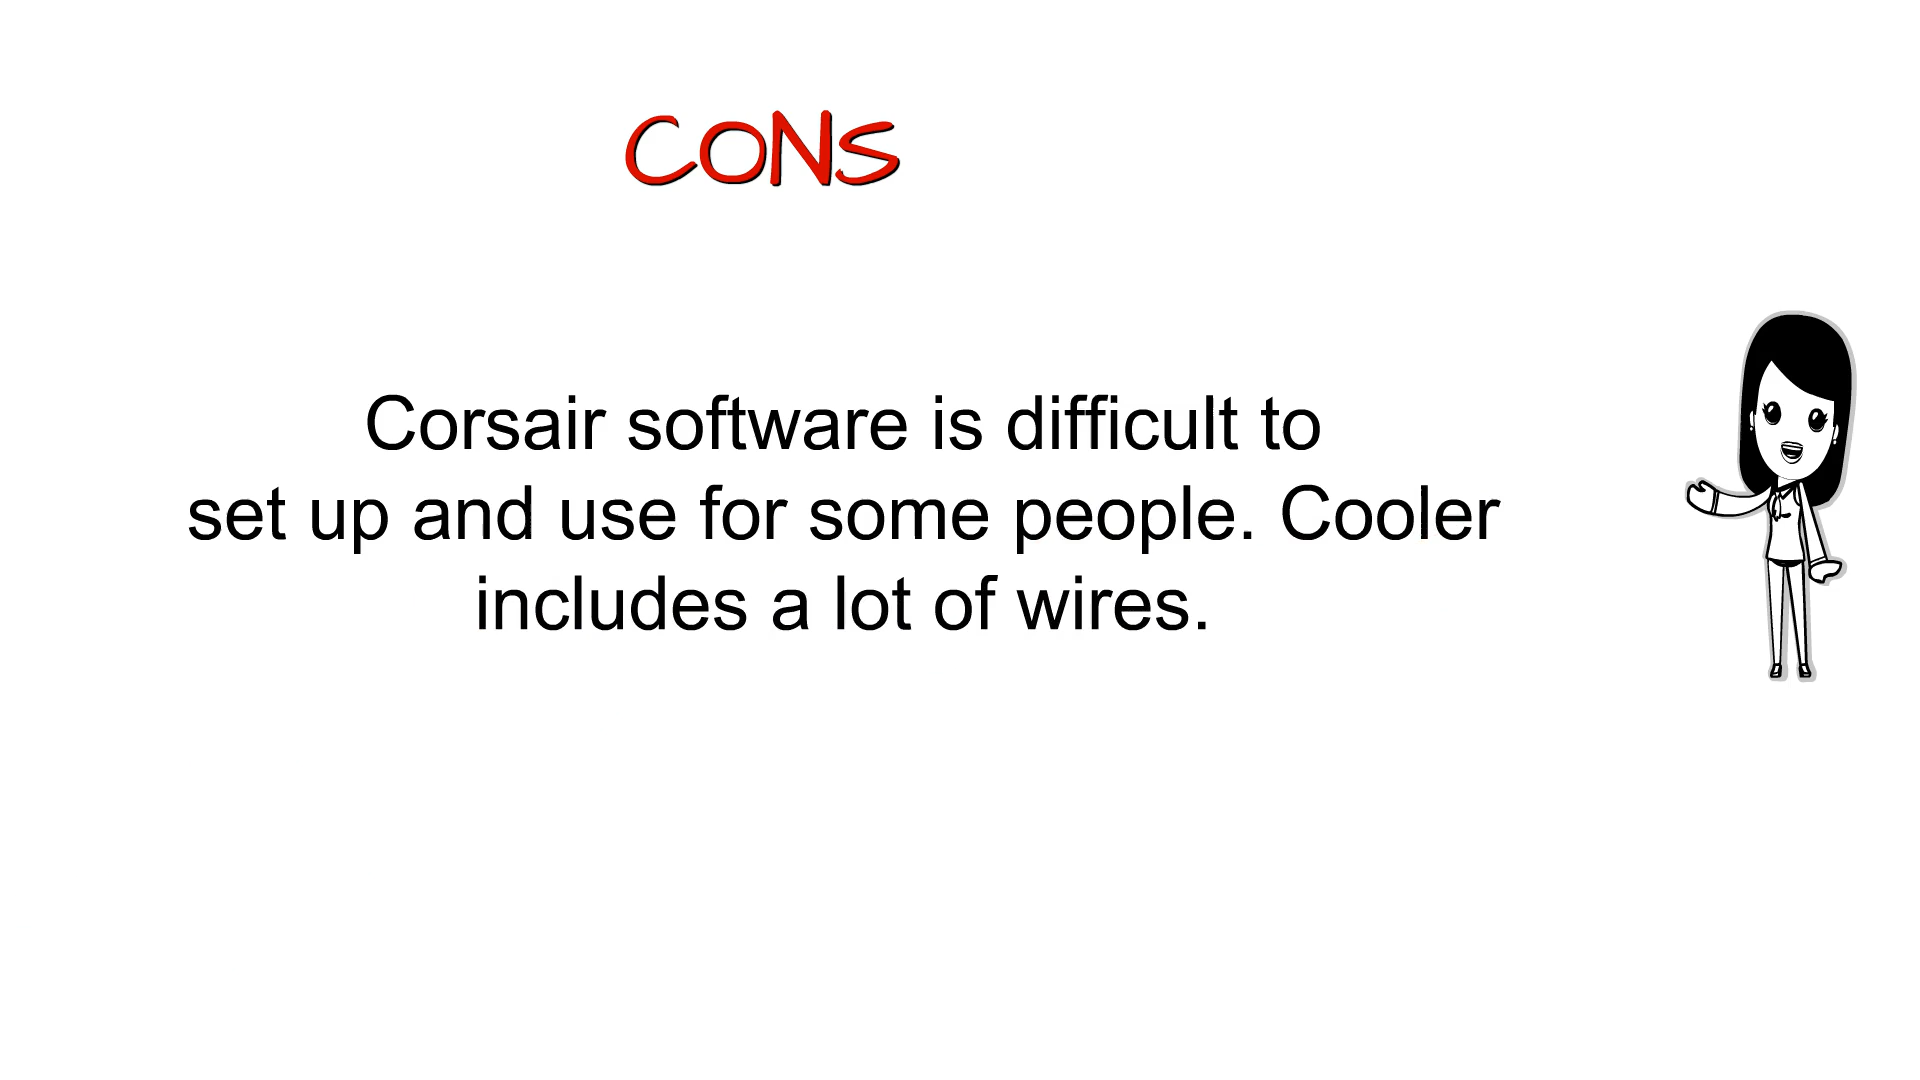 CONS
Corsair software is difficult to
set up and use for some people. Cooler
includes a lot of wires.